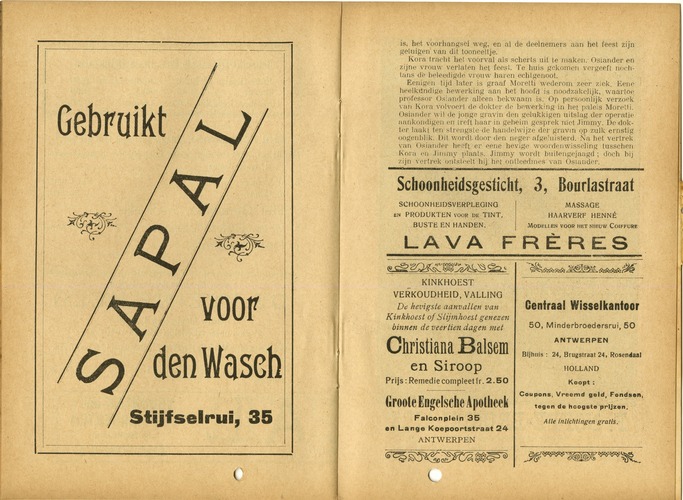 Gebruikt
SAPAL
voor
den Wasch
Stijfselrui, 35
is, het voorhangsel weg, en al de deelnemers aan het feest zijn
getuigen van dit tooneeltje.
Kora tracht het voorval als scherts uit te maken. Osiander en
zijne vrouw verlaten het feest. Te huis gekomen vergeeft noch-
tans de beleedigde vrouw haren echtgenoot.
Eenigen tijd later is graaf Moretti wederom zeer ziek. Eene
heelkundige bewerking aan het hoofd is noodzakelijk, waartoe
professor Osiander alleen bekwaam is. Op persoonlijk verzoek
van Kora volvoert de dokter de bewerking in het paleis Moretti.
Osiander wil de jonge gravin den gelukkigen uitslag der operatie
aankondigen en treft haar in geheim gesprek met Jimmy. De dok-
ter laakt ten strengste de handelwijze der gravin op zulk ernstig
oogenblik. Dit wordt door den neger afgeluisterd. Na het vertrek
van Osiander heeft er eene hevige woordenwisseling tusschen
Kora en Jimmy plaats. Jimmy wordt buitengejaagd; doch bij
zijn vertrek ontsteelt hij het ontleedmes van Osiander.
Schoonheidsgesticht, 3, Bourlastraat
SCHOONHEIDSVERPLEGING
EN PRODUKTEN VOOR DE TINT,
BUSTE EN HANDEN.
MASSAGE
HAARVERF HENNÉ
MODELLEN VOOR HET NIEUW COIFFURE
LAVA FRÈRES
KINKHOEST
VERKOUDHEID, VALLING
De hevigste aanvallen van
Kinkhoest of Slijmhoest genezen
binnen de veertien dagen met
Christiana Balsem
en Siroop
Prijs: Remedie compleet fr. 2.50
Groote Engelsche Apotheek
Falconplein 35
en Lange Koepoortstraat 24
ANTWERPEN
Centraal Wisselkantoor
50, Minderbroedersrui, 50
ANTWERPEN
Bijhuis: 24, Brugstraat 24, Rosendaal
HOLLAND
Koopt:
Coupons, Vreemd geld, Fondsen,
tegen de hoogste prijzen.
Alle inlichtingen gratis.